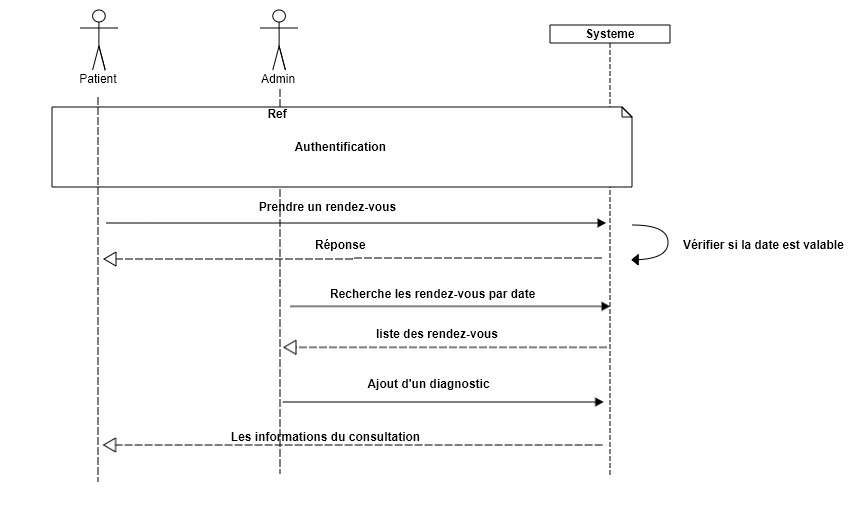 Systeme
Patient
Admin
Ref
Authentification
Prendre un rendez-vous
Réponse
Vérifier si la date est valable
Recherche les rendez-vous par date
liste des rendez-vous
Ajout d'un diagnostic
Les informations du consultation